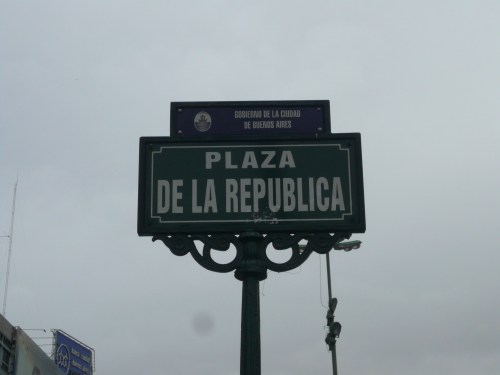 GOBIERNO DE LA CIUDAD
DE BUENOS AIRES
PLAZA
DE LA REPUBLICA